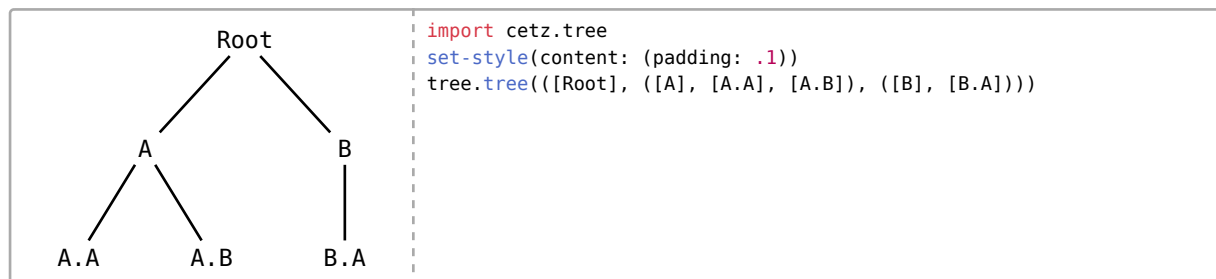 Root
A B
A.A A.B B.A
import cetz.tree
set-style(content: (padding: .1))
tree.tree(([Root], ([A], [A.A], [A.B]), ([B], [B.A])))